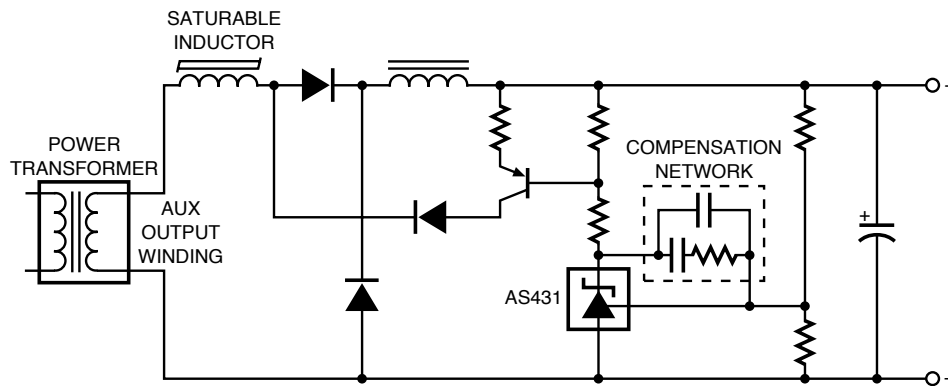 SATURABLE
INDUCTOR
POWER
TRANSFORMER
AUX
OUTPUT
WINDING
COMPENSATION
NETWORK
+
AS431